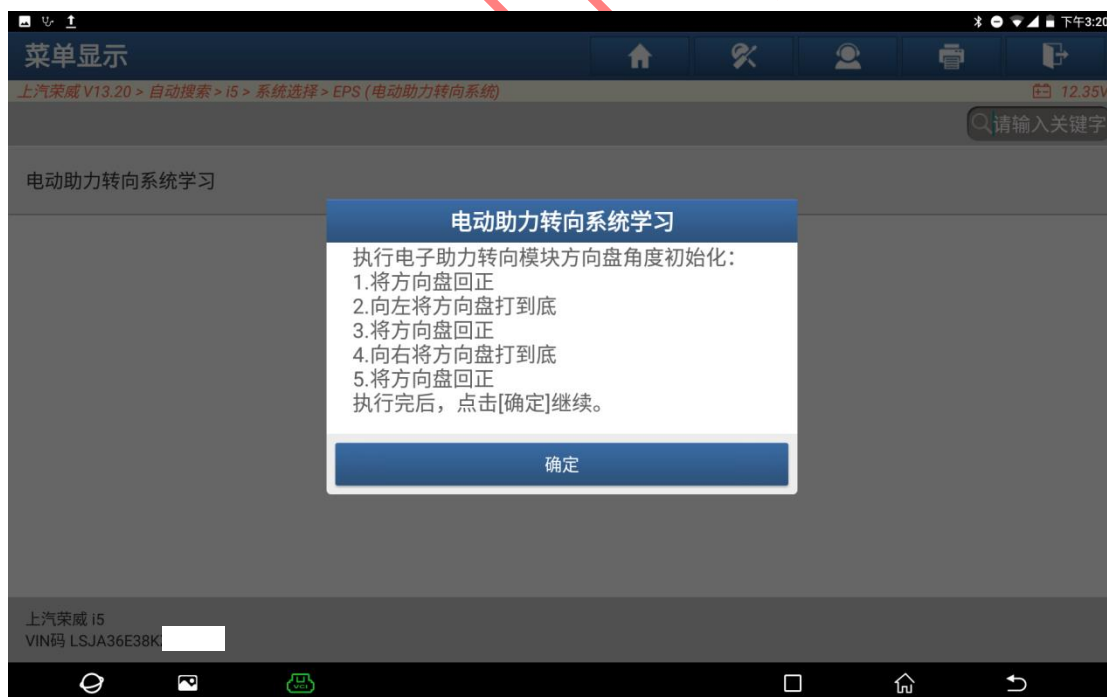 下午3:20
菜单显示
上汽荣威 V13.20 > 自动搜索 > i5 > 系统选择 > EPS (电动助力转向系统)
12.35V
请输入关键字
电动助力转向系统学习
电动助力转向系统学习
执行电子助力转向模块方向盘角度初始化：
1.将方向盘回正
2.向左将方向盘打到底
3.将方向盘回正
4.向右将方向盘打到底
5.将方向盘回正
执行完后，点击[确定]继续。
确定
上汽荣威 i5
VIN码 LSJA36E38K
VCI